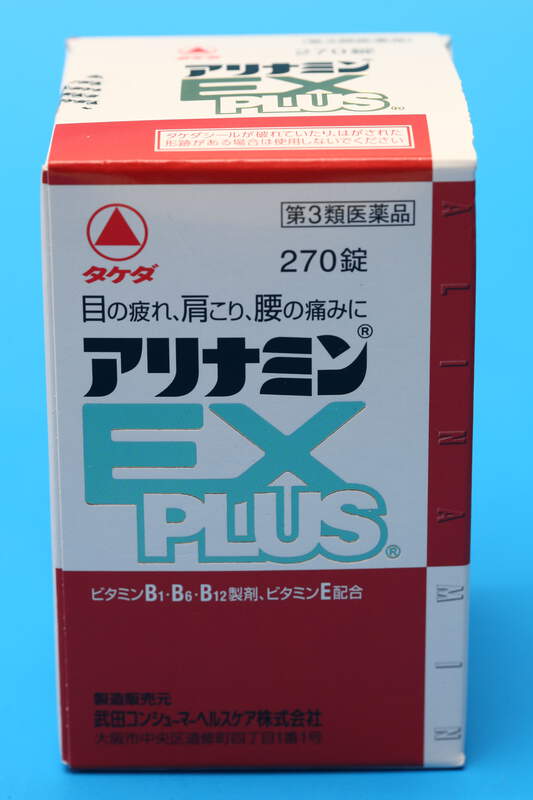 270錠
アリナミン
EX
PLUS
タケダシールが破れていたり、はがされた
形跡がある場合は使用しないでください
タケダ
第3類医薬品
270錠
目の疲れ、肩こり、腰の痛みに
アリナミン®
EX
PLUS®
ビタミンB1・B6・B12製剤、ビタミンE配合
製造販売元
武田コンシューマーヘルスケア株式会社
大阪市中央区道修町四丁目1番1号
ALINAMIN